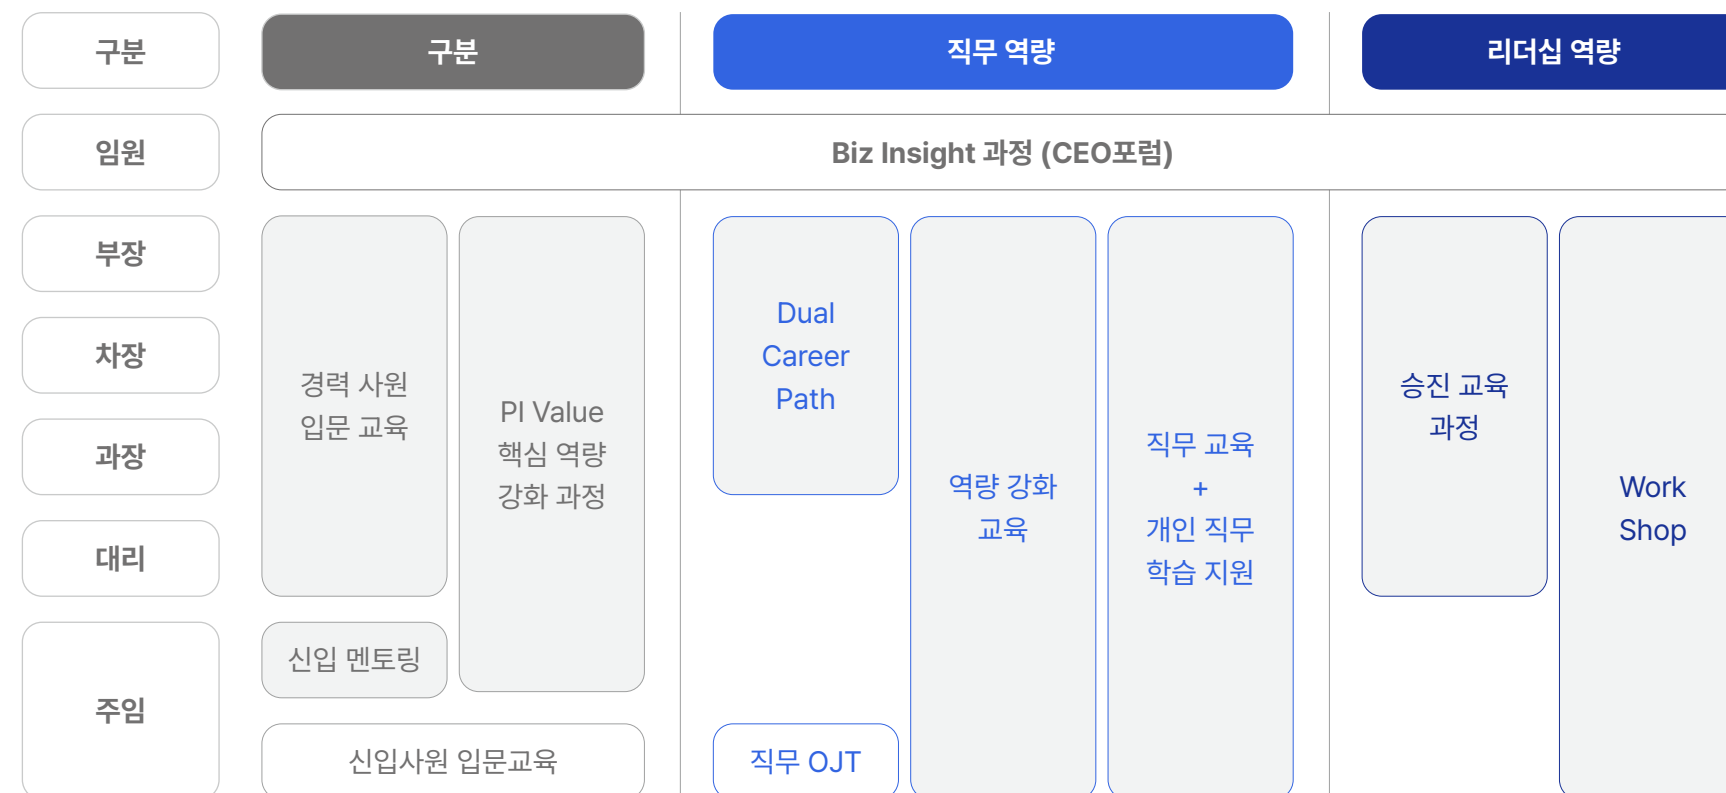 구분
구분
직무 역량
리더십 역량
임원
Biz Insight 과정 (CEO포럼)
부장
차장
과장
대리
주임
경력 사원
입문 교육
PI Value
핵심 역량
강화 과정
신입 멘토링
신입사원 입문교육
Dual
Career
Path
직무 OJT
역량 강화
교육
직무 교육
+
개인 직무
학습 지원
승진 교육
과정
Work
Shop